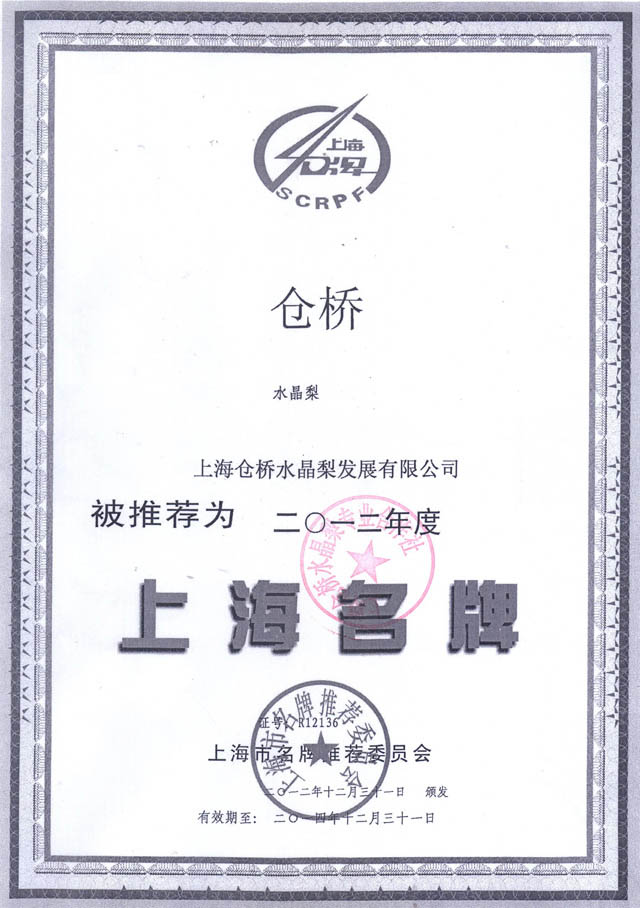 上海
名牌
SCRPF
仓桥
水晶梨
上海仓桥水晶梨发展有限公司
被推荐为 二〇一二年度
仓桥水晶梨专业合作社
上海名牌
上海市名牌推荐委员会
证号: R12136
上海市名牌推荐委员会
二〇一二年十二月三十一日 颁发
有效期至: 二〇一四年十二月三十一日